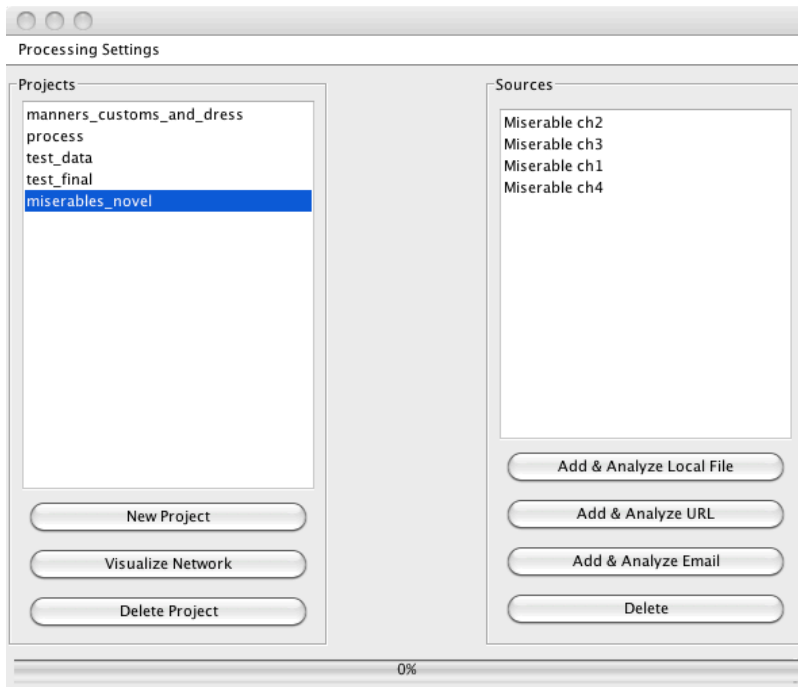 Processing Settings
Projects
manners_customs_and_dress
process
test_data
test_final
miserables_novel
New Project
Visualize Network
Delete Project
Sources
Miserable ch2
Miserable ch3
Miserable ch1
Miserable ch4
Add & Analyze Local File
Add & Analyze URL
Add & Analyze Email
Delete
0%